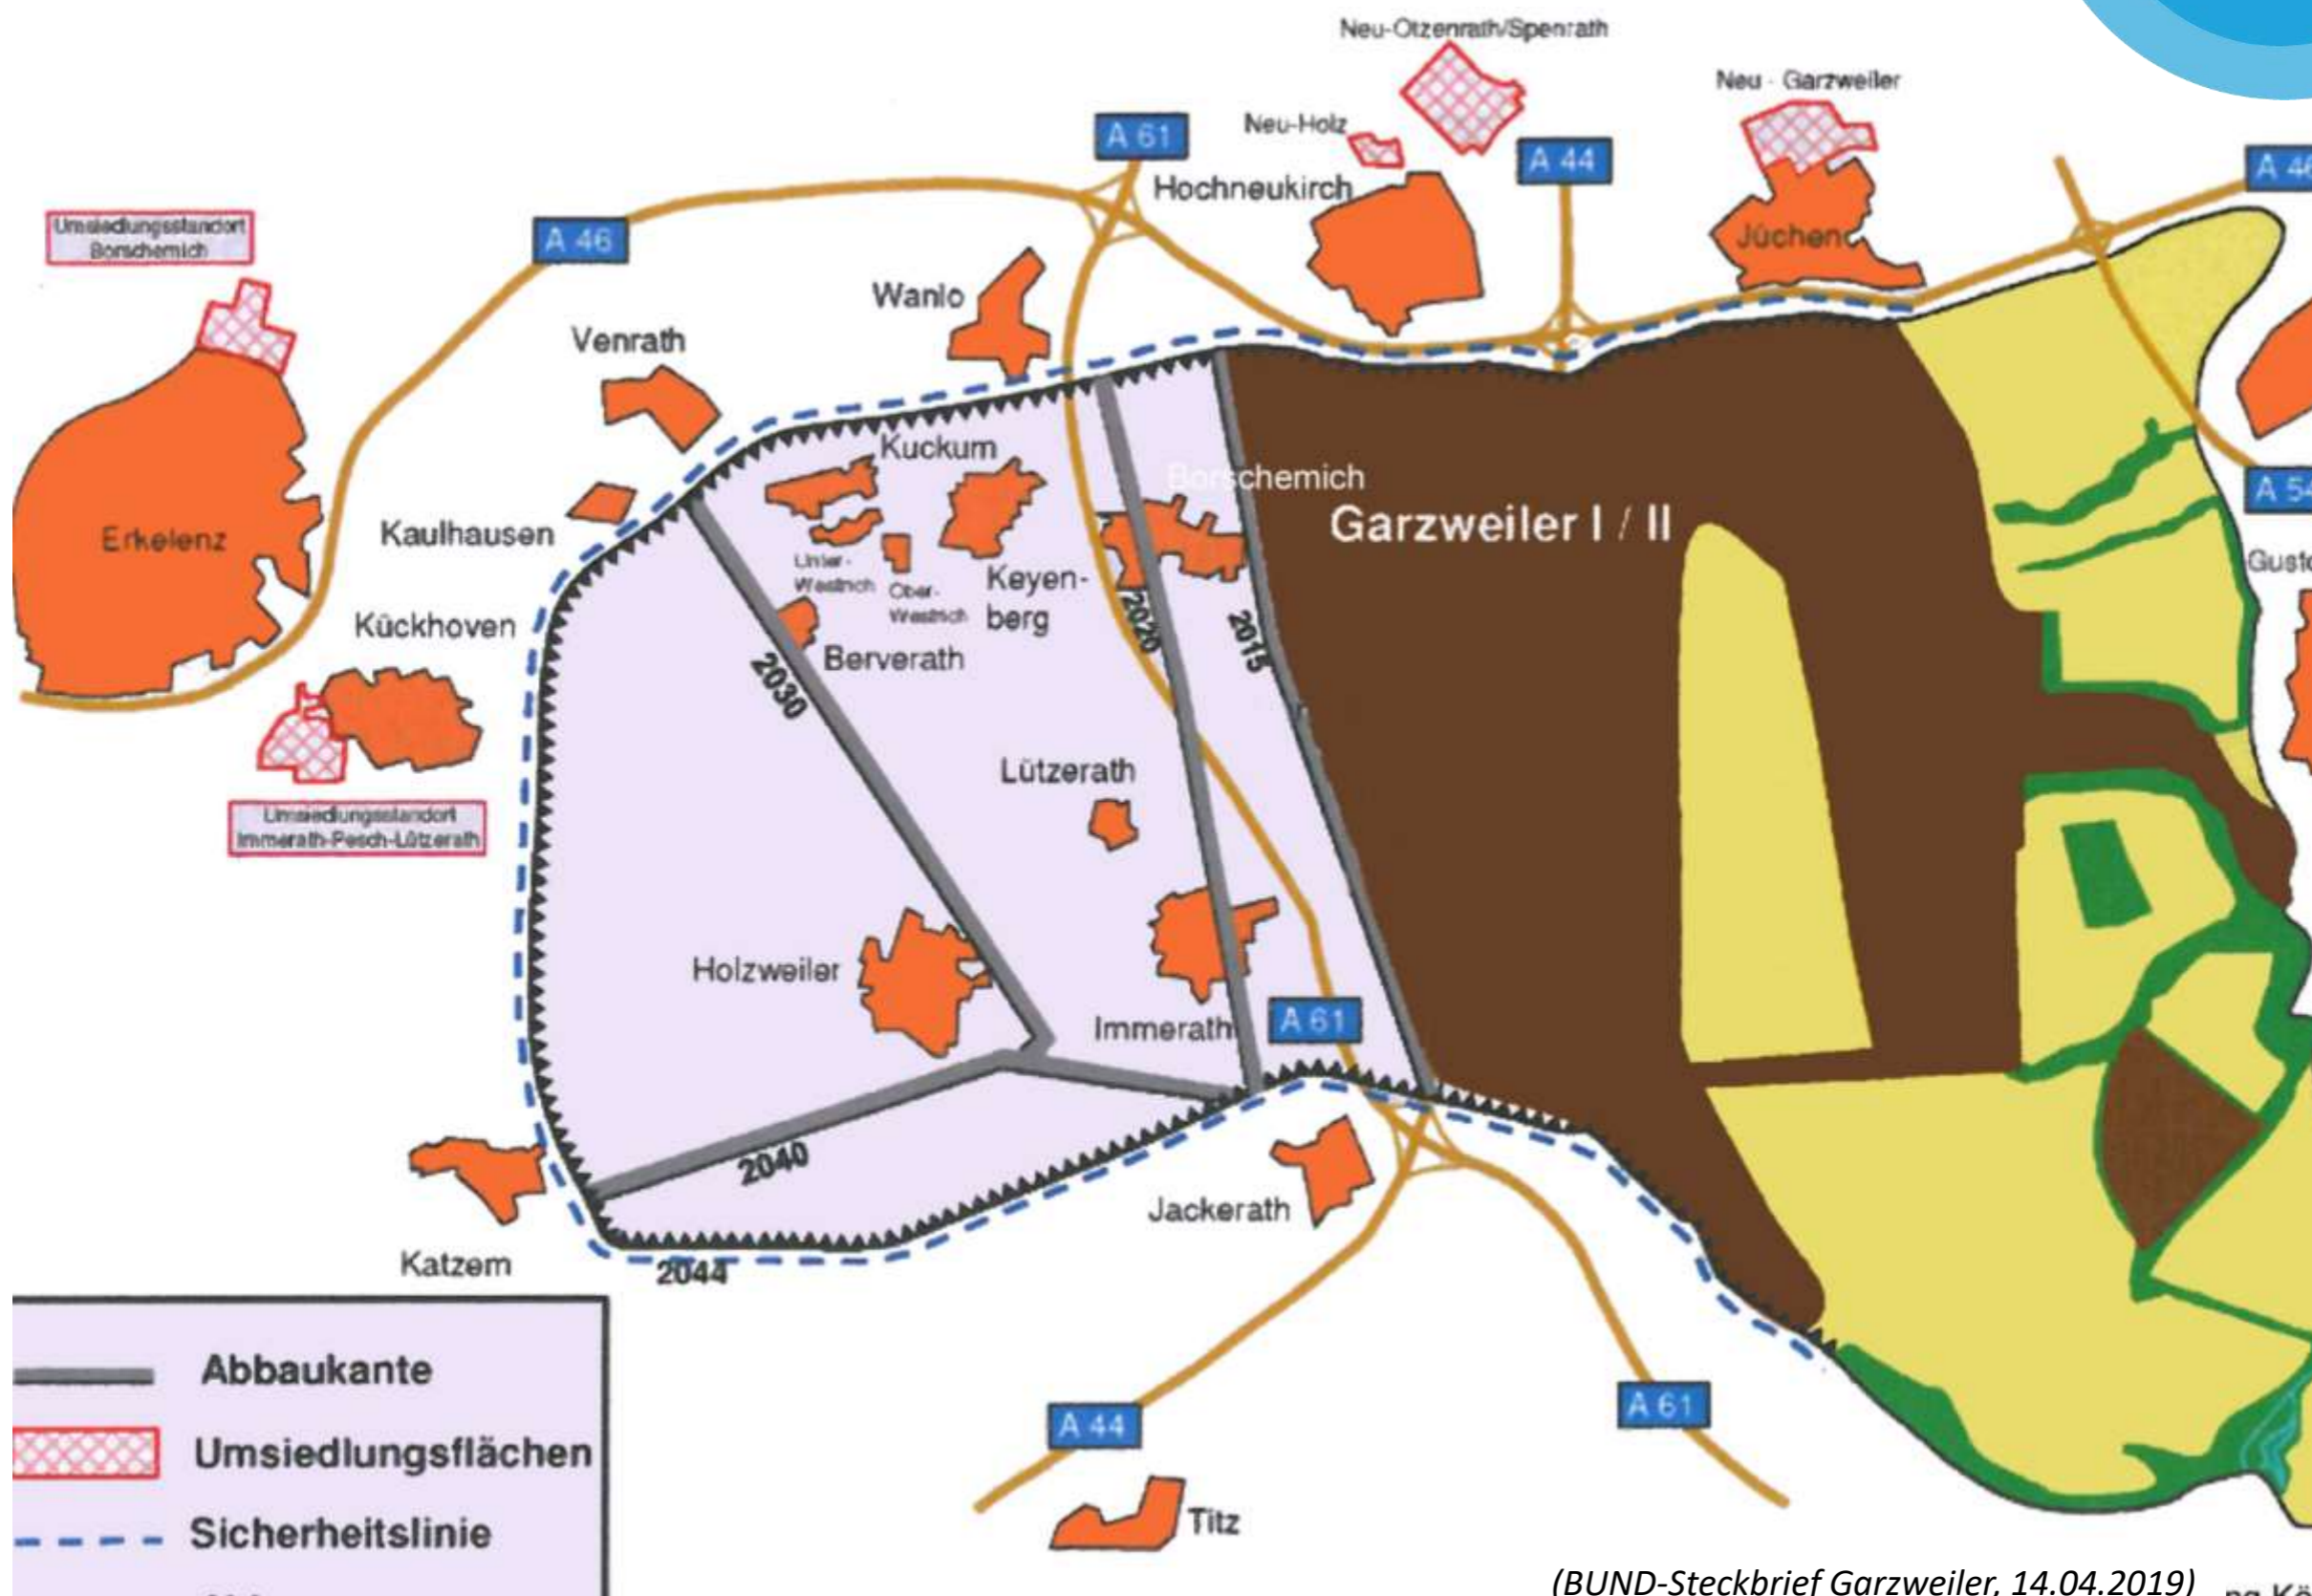 Neu-Otzenrath/Spenrath
Neu - Garzweiler
A 61
Neu-Holz
A 44
A 46
Hochneukirch
Umsiedlungsstandort
Borschemich
A 46
Jüchen
Wanlo
Venrath
Kuckum
Borschemich
A 54
Garzweiler I / II
Kaulhausen
Erkelenz
Unter-
Westrich
Ober-
Westrich
Keyen-
berg
Kückhoven
2020
2015
Berverath
2030
Lützerath
Umsiedlungsstandort
Immerath-Pesch-Lützerath
Holzweiler
Immerath
A 61
2040
Jackerath
Katzem
2044
Abbaukante
A 44
A 61
Umsiedlungsflächen
Sicherheitslinie
Titz
(BUND-Steckbrief Garzweiler, 14.04.2019)